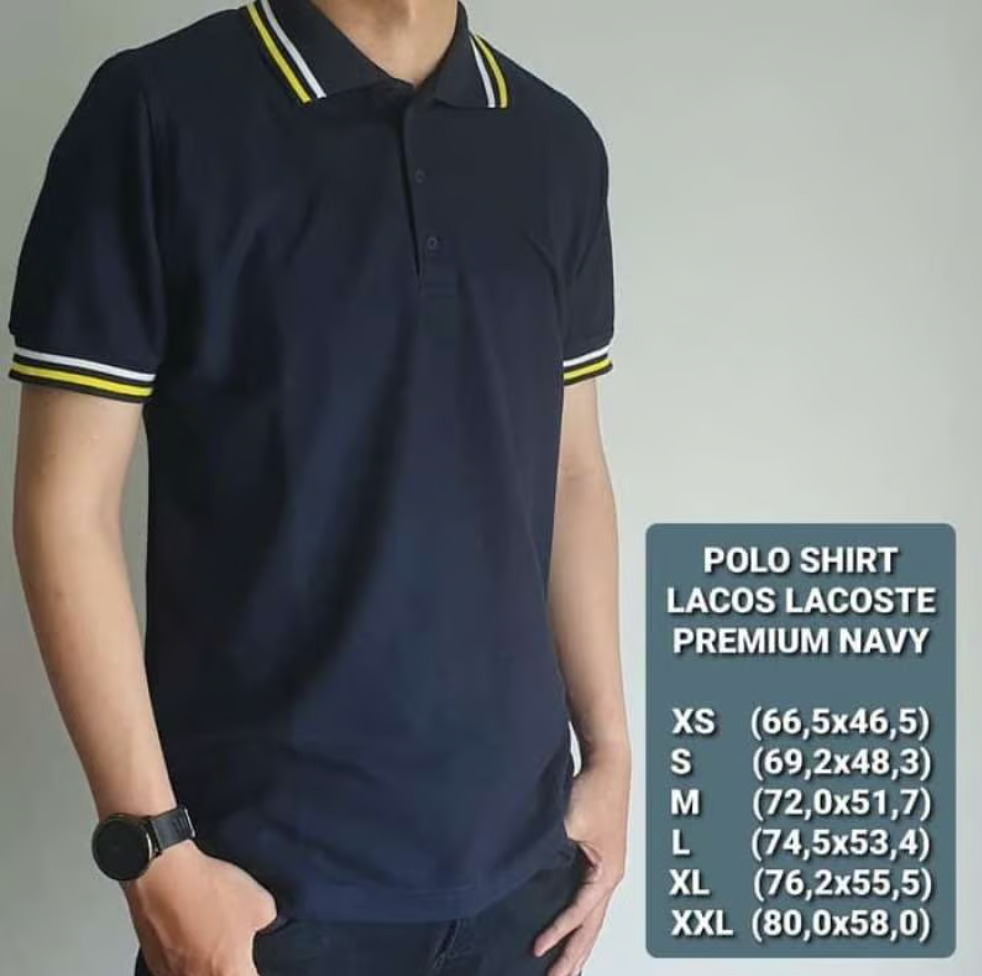 POLO SHIRT
LACOS LACOSTE
PREMIUM NAVY
XS (66,5x46,5)
S (69,2x48,3)
M (72,0x51,7)
L (74,5x53,4)
XL (76,2x55,5)
XXL (80,0x58,0)